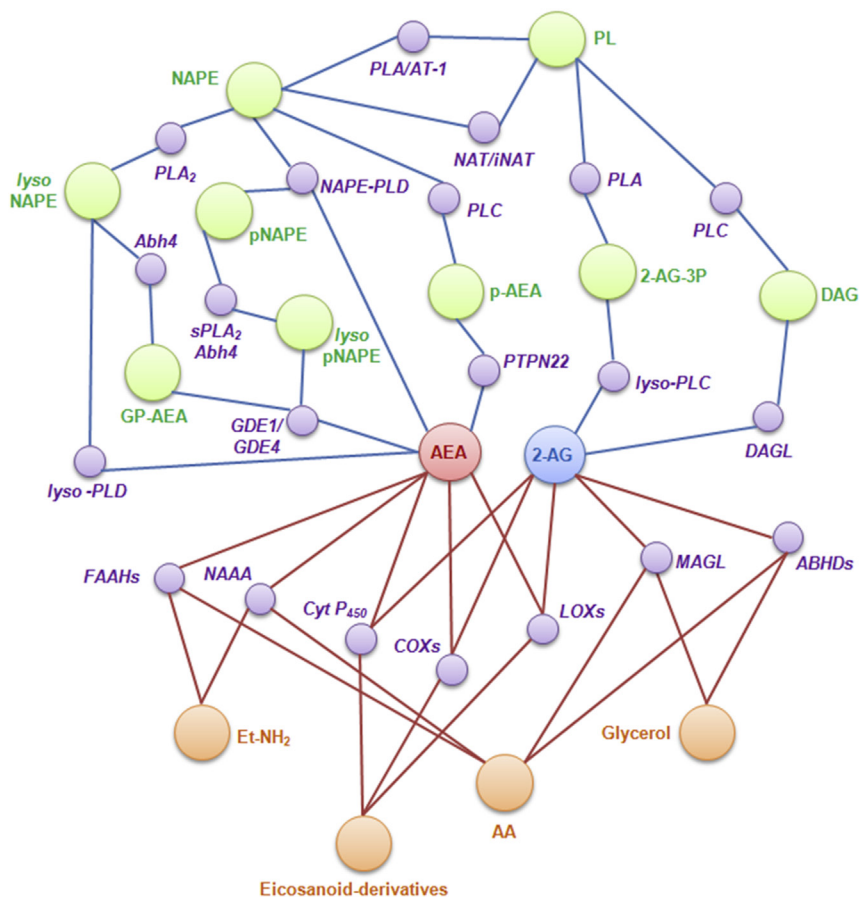 PL
PLA/AT-1
NAPE
NAT/iNAT
PLA2
lyso
NAPE
NAPE-PLD
PLA
PLC
PLC
pNAPE
Abh4
2-AG-3P
p-AEA
DAG
sPLA2
Abh4
lyso
pNAPE
PTPN22
lyso-PLC
GP-AEA
GDE1/
GDE4
DAGL
AEA
2-AG
lyso -PLD
FAAHs
NAAA
MAGL
ABHDs
Cyt P450
LOXs
COXs
Et-NH2
Glycerol
AA
Eicosanoid-derivatives